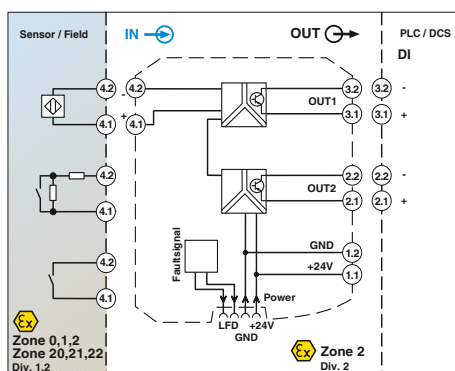 Sensor / Field
IN
OUT
PLC / DCS
DI
4.2
-
4.2
3.2
3.2
-
OUT1
4.1
+
4.1
3.1
3.1
+
4.2
2.2
2.2
-
OUT2
4.1
2.1
2.1
+
Faultsignal
GND
1.2
4.2
+24V
1.1
4.1
Power
LFD
+24V
GND
Ex
Zone 0,1,2
Zone 20,21,22
Div. 1,2
Ex
Zone 2
Div. 2